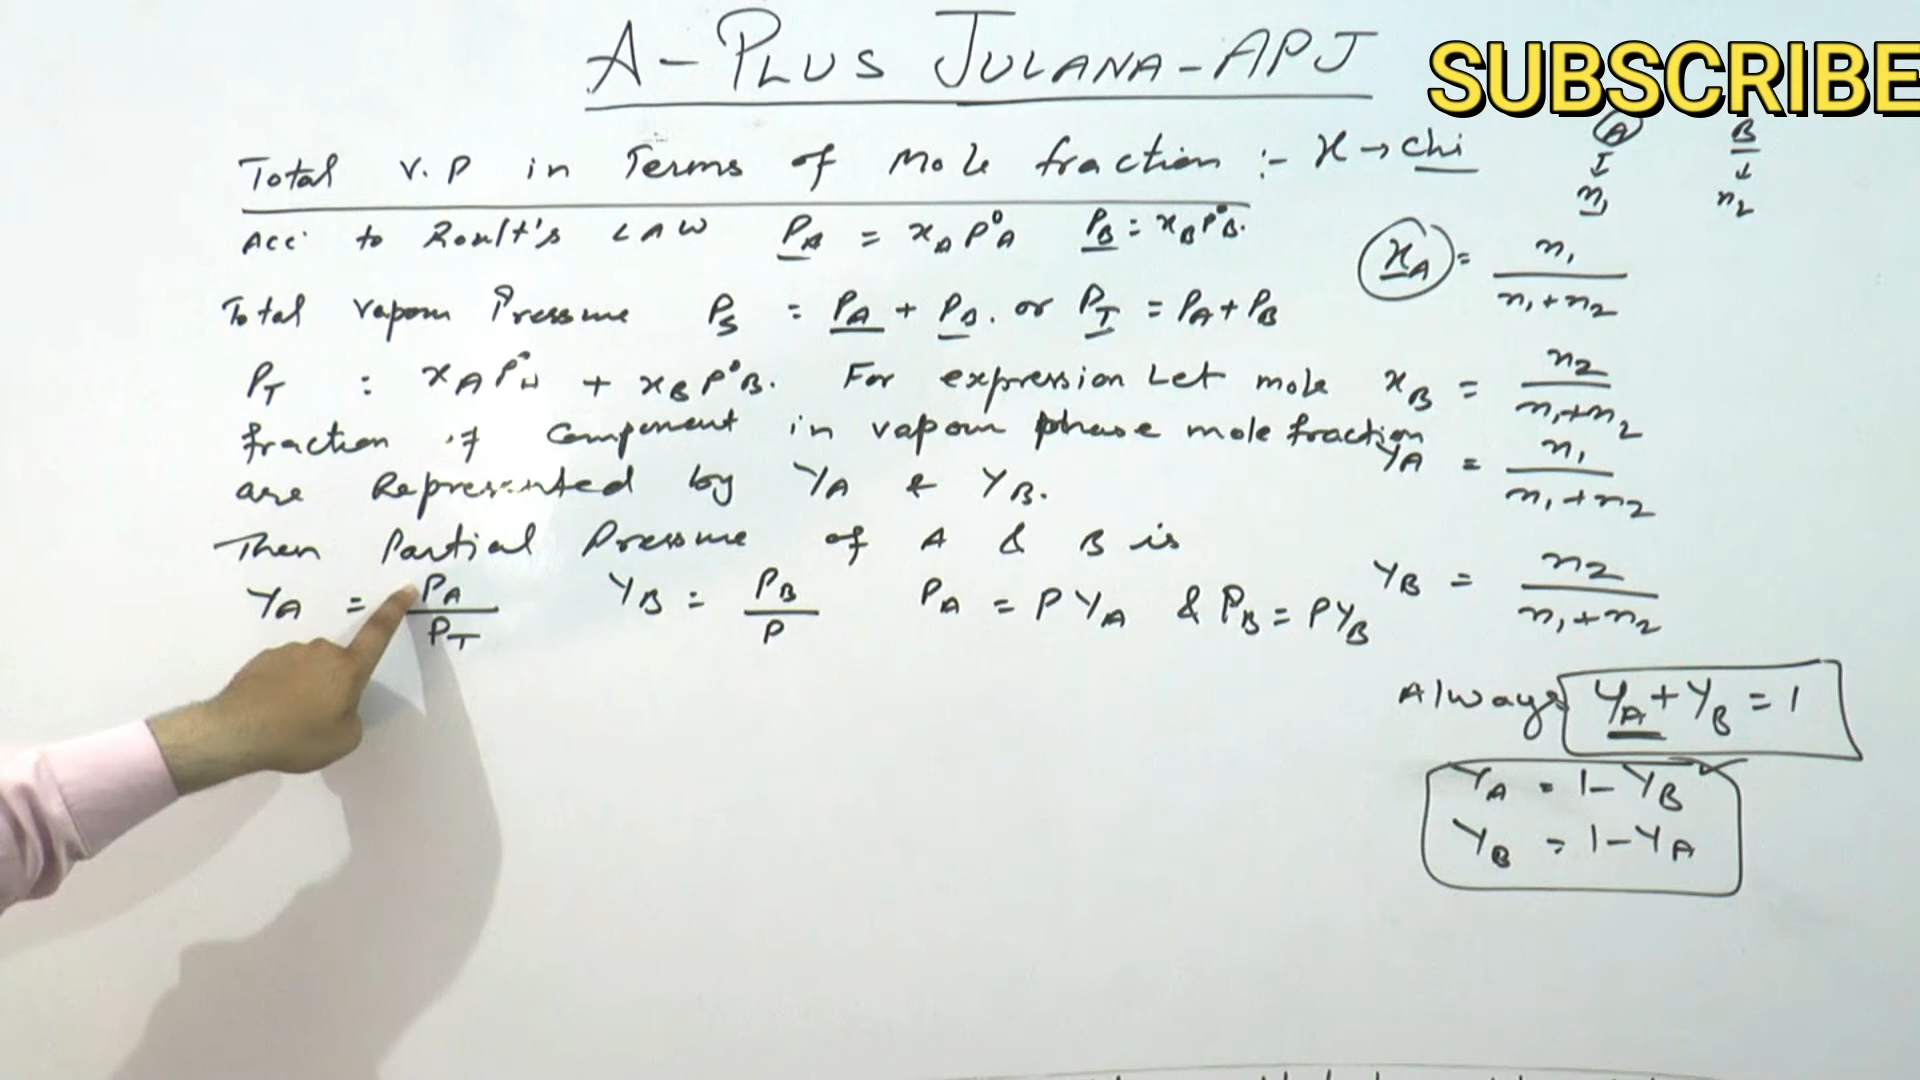 A-PLUS JULANA-APJ
SUBSCRIBE
Total V.P in Terms of Mole fraction :- x → chi
A B
↓ ↓
n1 n2
Acc. to Roult's LAW PA = xA P°A PB = xB P°B.
xA = n1 / n1+n2
Total vapour Pressure PS = PA + PB. or PT = PA + PB
PT = xA P°A + xB P°B. For expression Let mole
xB = n2 / n1+n2
fraction of Component in vapour phase mole fraction
YA = n1 / n1+n2
are Represented by YA & YB.
Then Partial Pressure of A & B is
YA = PA / PT YB = PB / P PA = PYA & PB = PYB
YB = n2 / n1+n2
Always YA + YB = 1
YA = 1 - YB
YB = 1 - YA